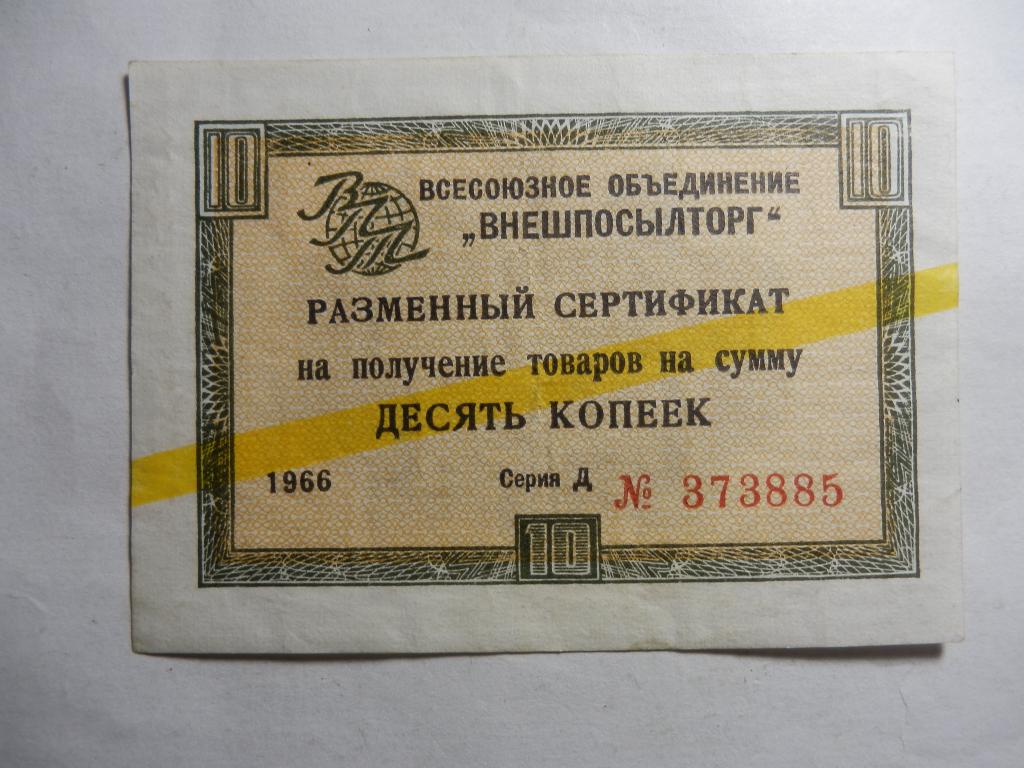 10 10
ВПТ
ВСЕСОЮЗНОЕ ОБЪЕДИНЕНИЕ
„ВНЕШПОСЫЛТОРГ“
РАЗМЕННЫЙ СЕРТИФИКАТ
на получение товаров на сумму
ДЕСЯТЬ КОПЕЕК
1966 Серия Д № 373885
10